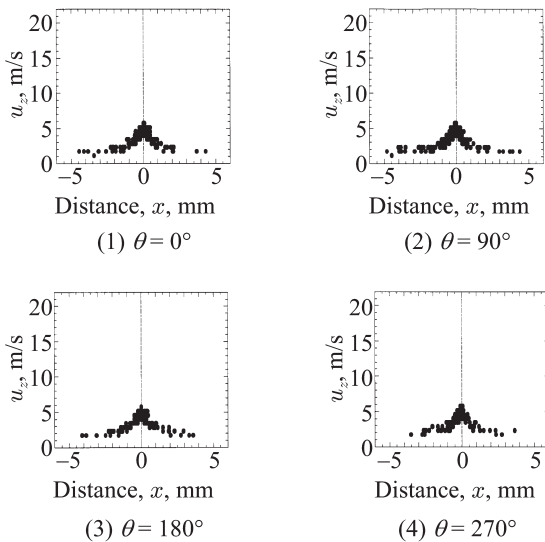 20
15
10
5
0
u_z, m/s
−5 0 5
Distance, x, mm
(1) θ = 0°
20
15
10
5
0
u_z, m/s
−5 0 5
Distance, x, mm
(2) θ = 90°
20
15
10
5
0
u_z, m/s
−5 0 5
Distance, x, mm
(3) θ = 180°
20
15
10
5
0
u_z, m/s
−5 0 5
Distance, x, mm
(4) θ = 270°